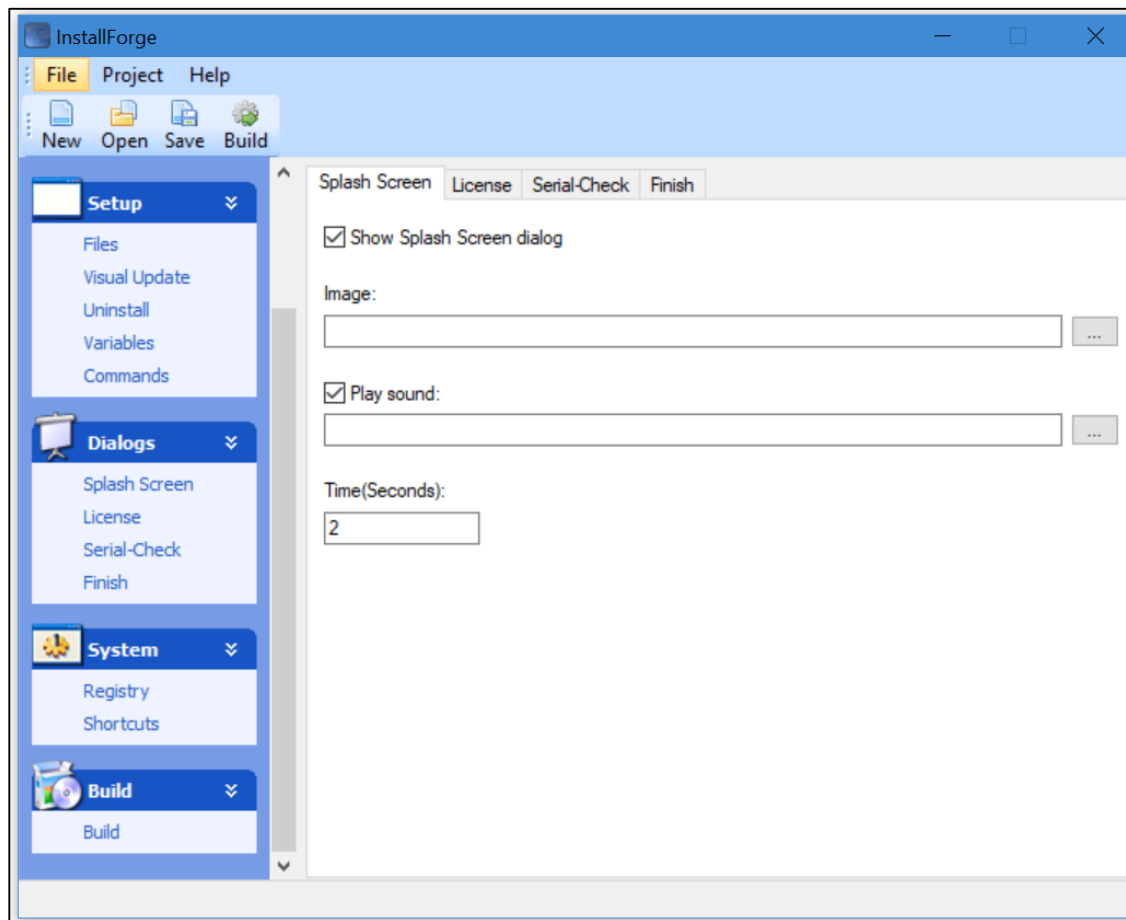 InstallForge
File Project Help
New Open Save Build
Setup
Files
Visual Update
Uninstall
Variables
Commands
Dialogs
Splash Screen
License
Serial-Check
Finish
System
Registry
Shortcuts
Build
Build
Splash Screen License Serial-Check Finish
Show Splash Screen dialog
Image:
...
Play sound:
...
Time(Seconds):
2